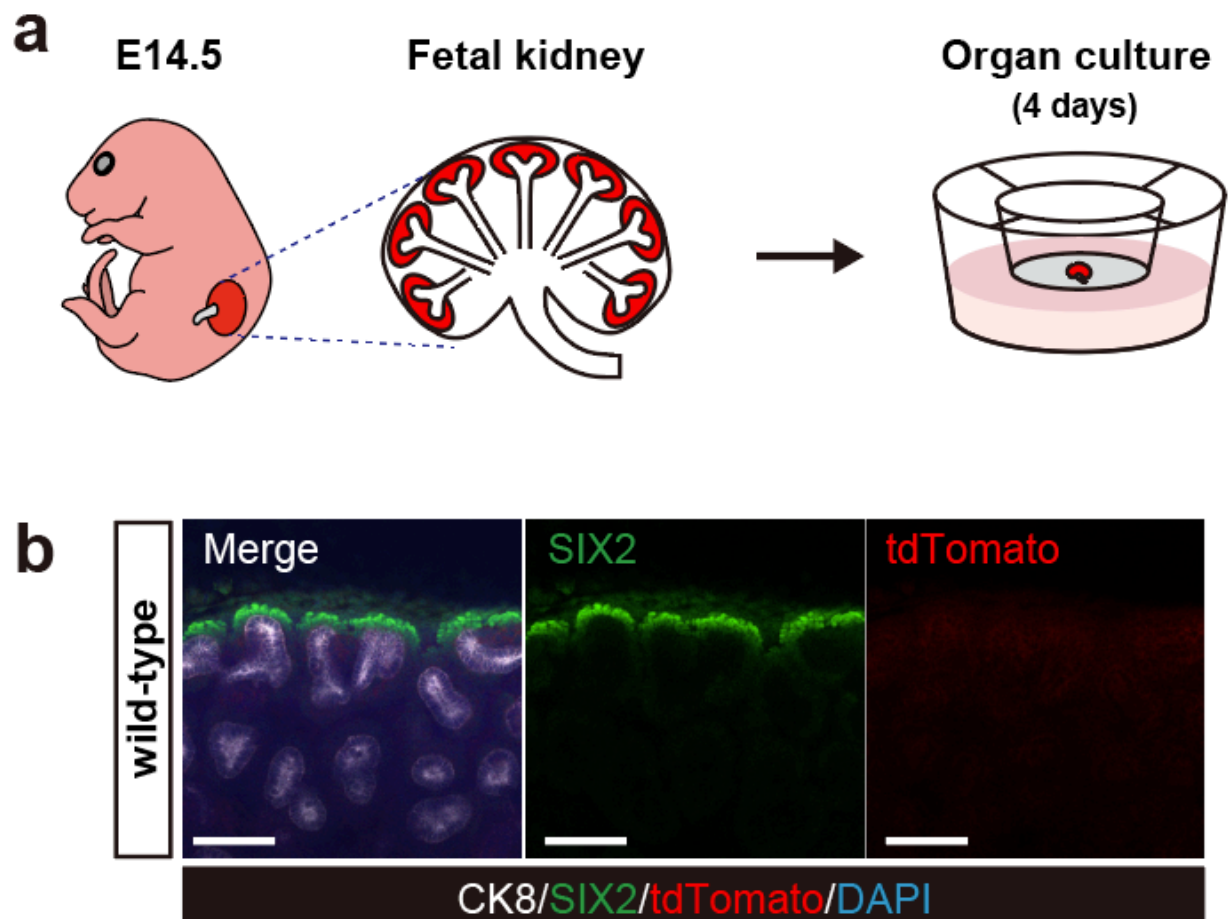 a
E14.5
Fetal kidney
Organ culture
(4 days)
b
wild-type
Merge
SIX2
tdTomato
CK8/SIX2/tdTomato/DAPI